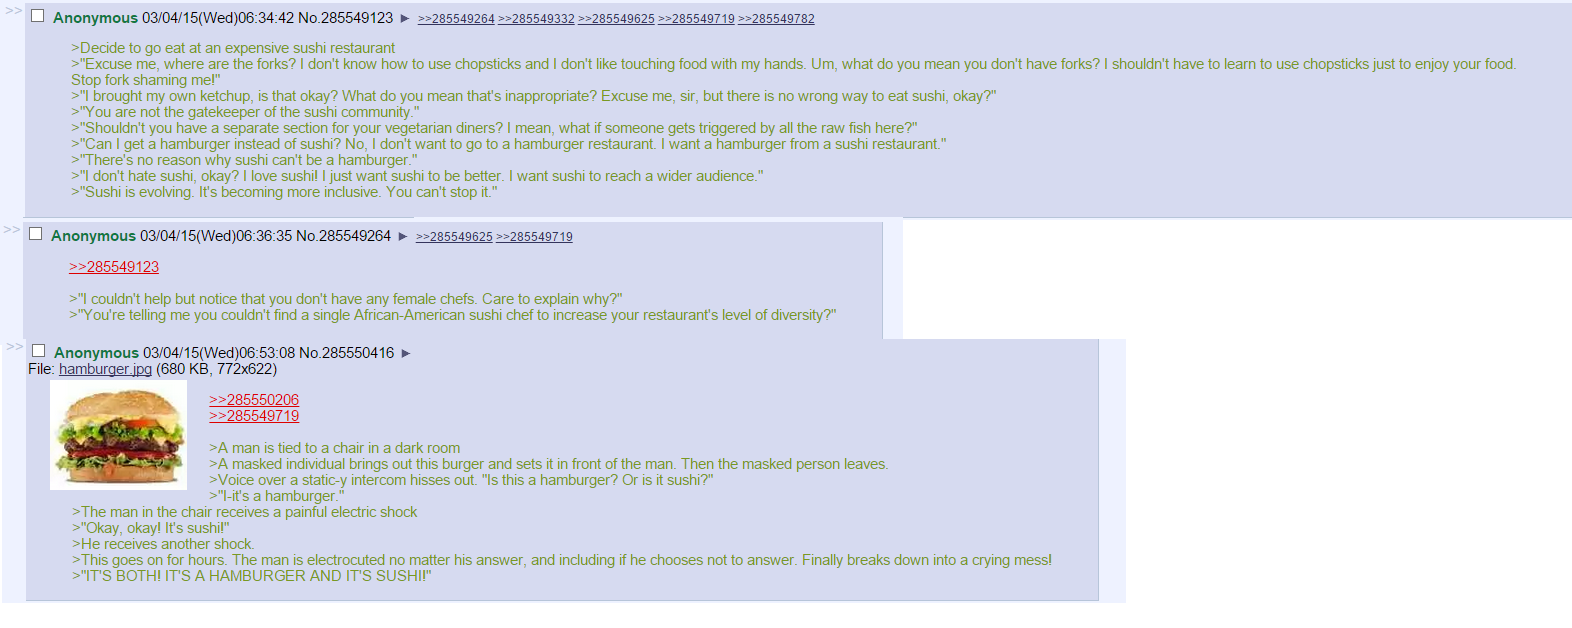 >> Anonymous 03/04/15(Wed)06:34:42 No.285549123 ► >>285549264 >>285549332 >>285549625 >>285549719 >>285549782
>Decide to go eat at an expensive sushi restaurant
>"Excuse me, where are the forks? I don't know how to use chopsticks and I don't like touching food with my hands. Um, what do you mean you don't have forks? I shouldn't have to learn to use chopsticks just to enjoy your food.
Stop fork shaming me!"
>"I brought my own ketchup, is that okay? What do you mean that's inappropriate? Excuse me, sir, but there is no wrong way to eat sushi, okay?"
>"You are not the gatekeeper of the sushi community."
>"Shouldn't you have a separate section for your vegetarian diners? I mean, what if someone gets triggered by all the raw fish here?"
>"Can I get a hamburger instead of sushi? No, I don't want to go to a hamburger restaurant. I want a hamburger from a sushi restaurant."
>"There's no reason why sushi can't be a hamburger."
>"I don't hate sushi, okay? I love sushi! I just want sushi to be better. I want sushi to reach a wider audience."
>"Sushi is evolving. It's becoming more inclusive. You can't stop it."
>> Anonymous 03/04/15(Wed)06:36:35 No.285549264 ► >>285549625 >>285549719
>>285549123
>"I couldn't help but notice that you don't have any female chefs. Care to explain why?"
>"You're telling me you couldn't find a single African-American sushi chef to increase your restaurant's level of diversity?"
>> Anonymous 03/04/15(Wed)06:53:08 No.285550416 ►
File: hamburger.jpg (680 KB, 772x622)
>>285550206
>>285549719
>A man is tied to a chair in a dark room
>A masked individual brings out this burger and sets it in front of the man. Then the masked person leaves.
>Voice over a static-y intercom hisses out. "Is this a hamburger? Or is it sushi?"
>"I-it's a hamburger."
>The man in the chair receives a painful electric shock
>"Okay, okay! It's sushi!"
>He receives another shock.
>This goes on for hours. The man is electrocuted no matter his answer, and including if he chooses not to answer. Finally breaks down into a crying mess!
>"IT'S BOTH! IT'S A HAMBURGER AND IT'S SUSHI!"